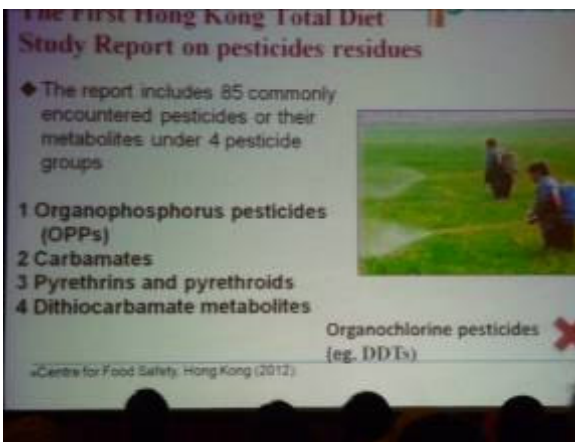 The First Hong Kong Total Diet
Study Report on pesticides residues
◆ The report includes 85 commonly
encountered pesticides or their
metabolites under 4 pesticide
groups
1 Organophosphorus pesticides
(OPPs)
2 Carbamates
3 Pyrethrins and pyrethroids
4 Dithiocarbamate metabolites
Organochlorine pesticides
(eg. DDTs)
Centre for Food Safety, Hong Kong (2012)